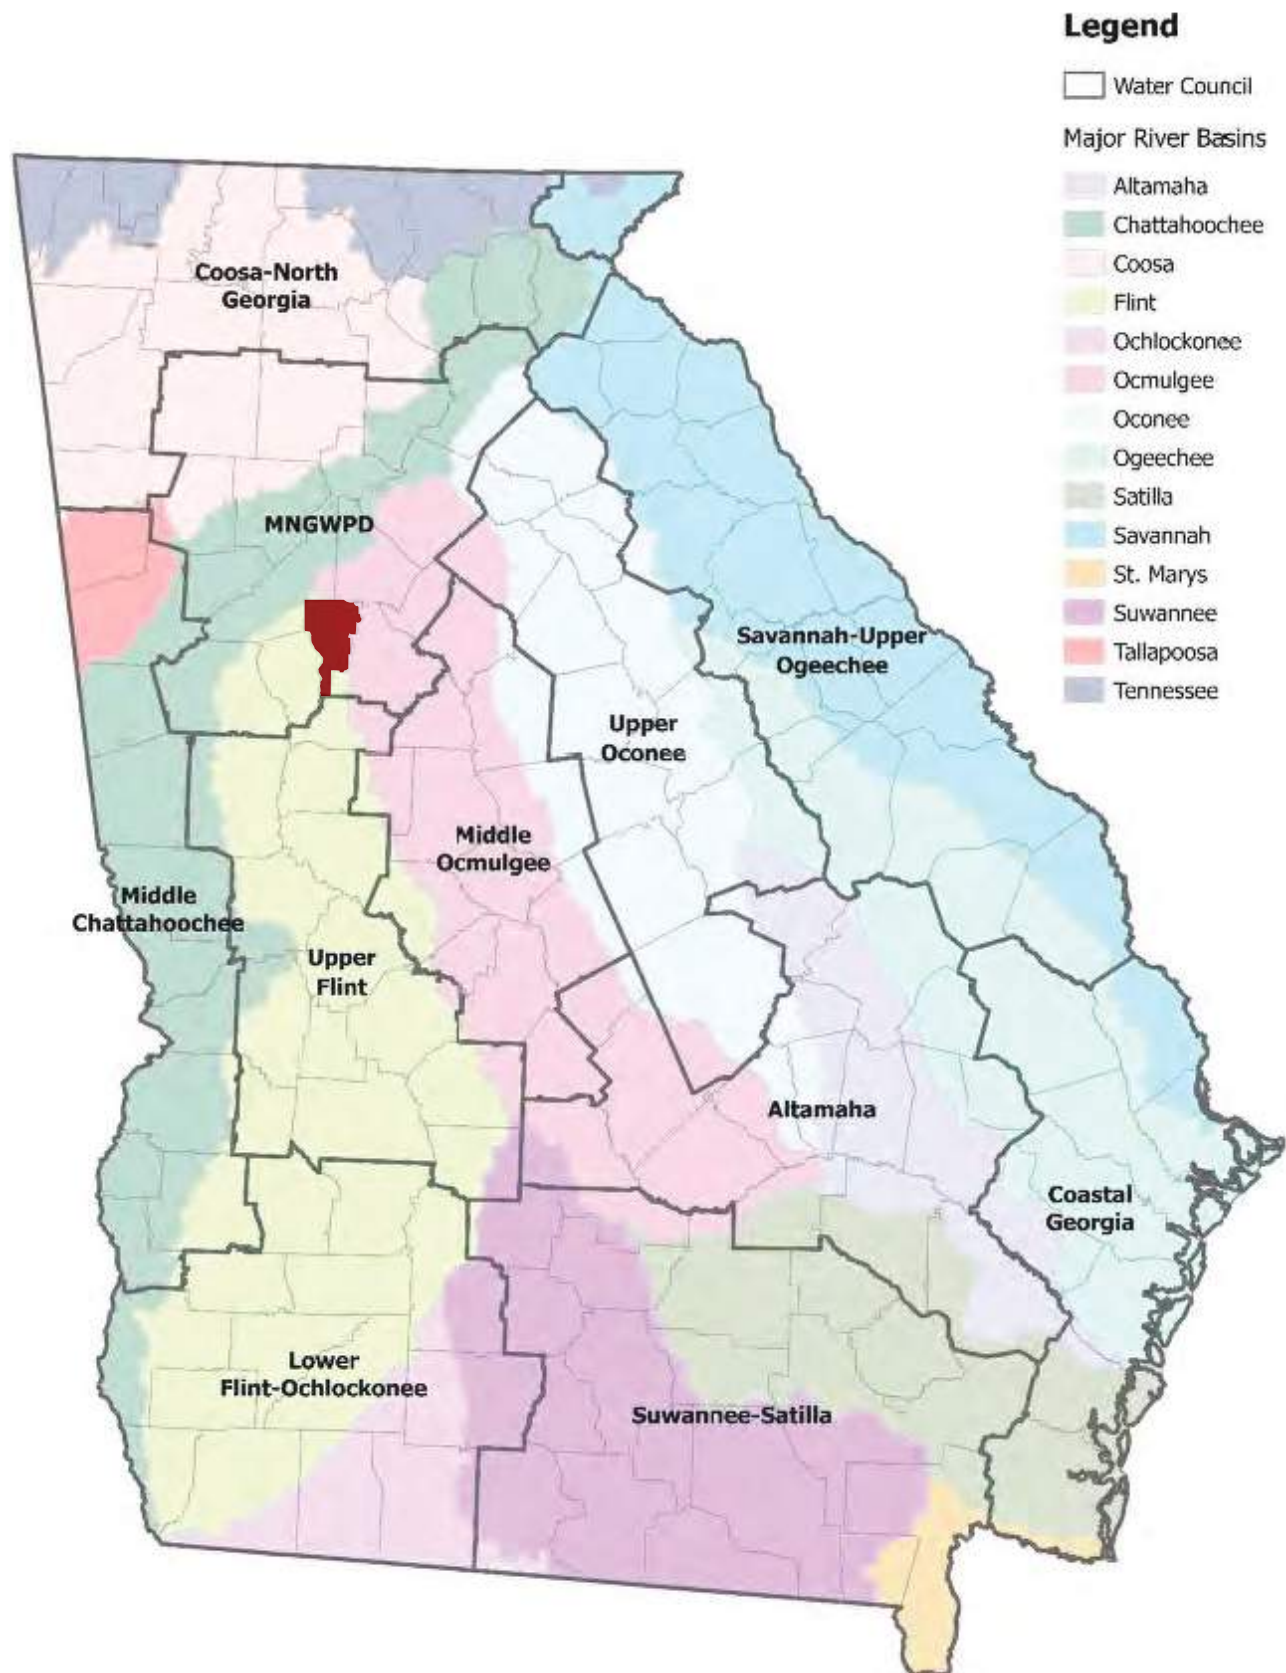 Legend
Water Council
Major River Basins
Altamaha
Chattahoochee
Coosa
Flint
Ochlockonee
Ocmulgee
Oconee
Ogeechee
Satilla
Savannah
St. Marys
Suwannee
Tallapoosa
Tennessee
Coosa-North
Georgia
MNGWPD
Savannah-Upper
Ogeechee
Upper
Oconee
Middle
Ocmulgee
Middle
Chattahoochee
Upper
Flint
Altamaha
Coastal
Georgia
Lower
Flint-Ochlockonee
Suwannee-Satilla